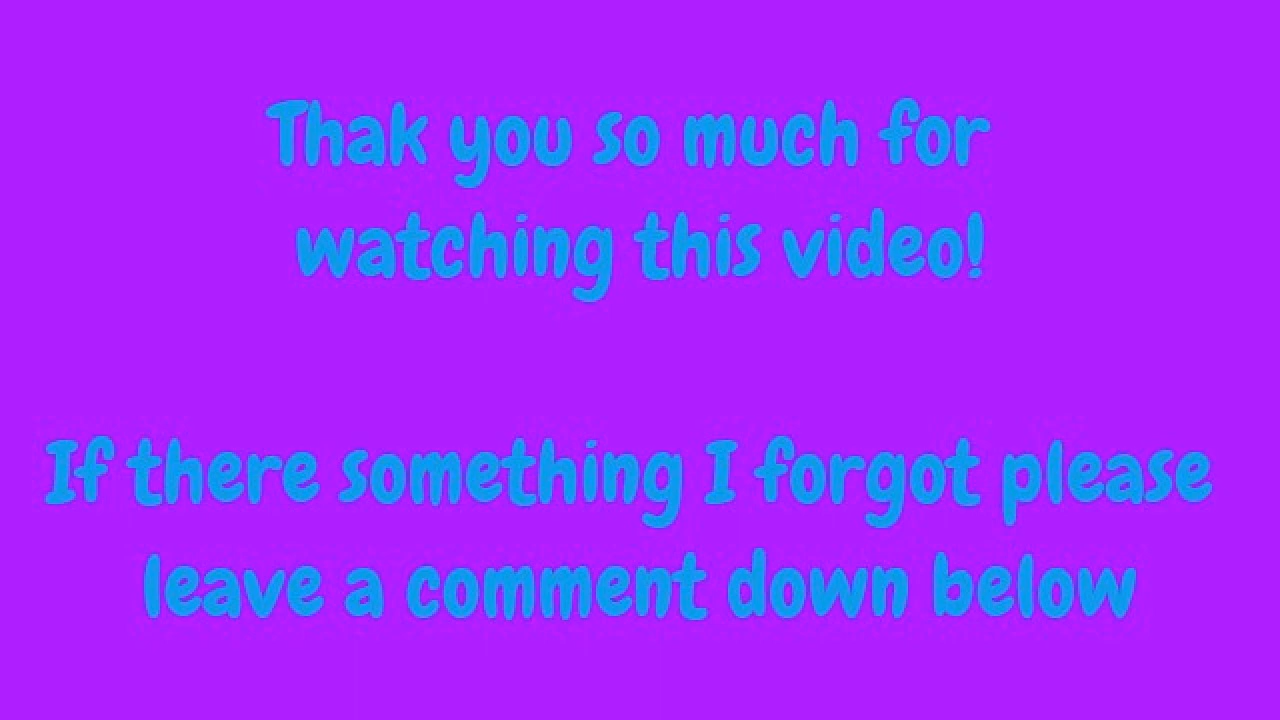 Thak you so much for
watching this video!
If there something I forgot please
leave a comment down below